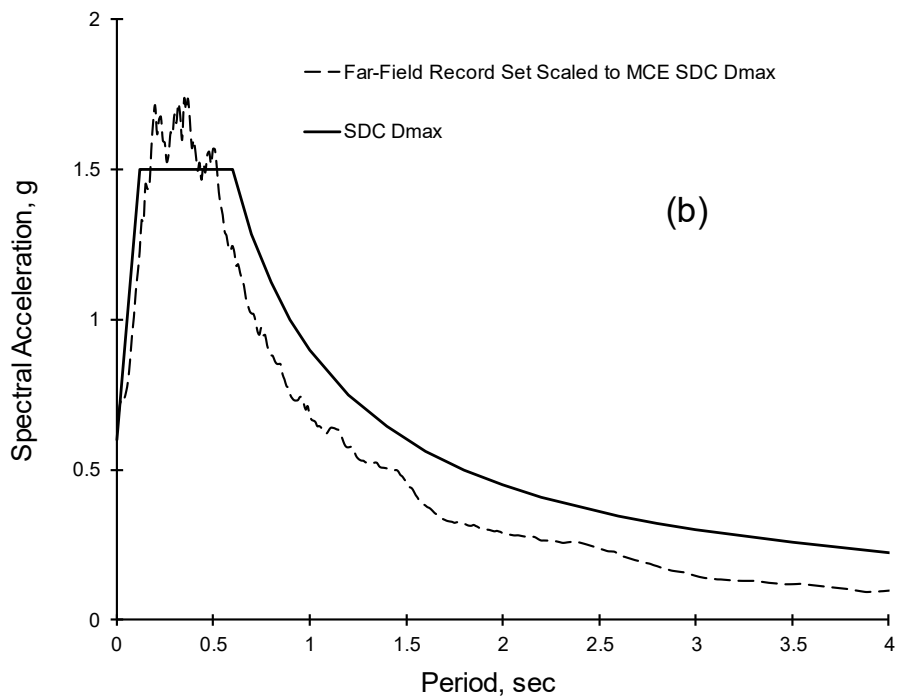 2
Far-Field Record Set Scaled to MCE SDC Dmax
SDC Dmax
1.5
(b)
Spectral Acceleration, g
1
0.5
0
0 0.5 1 1.5 2 2.5 3 3.5 4
Period, sec